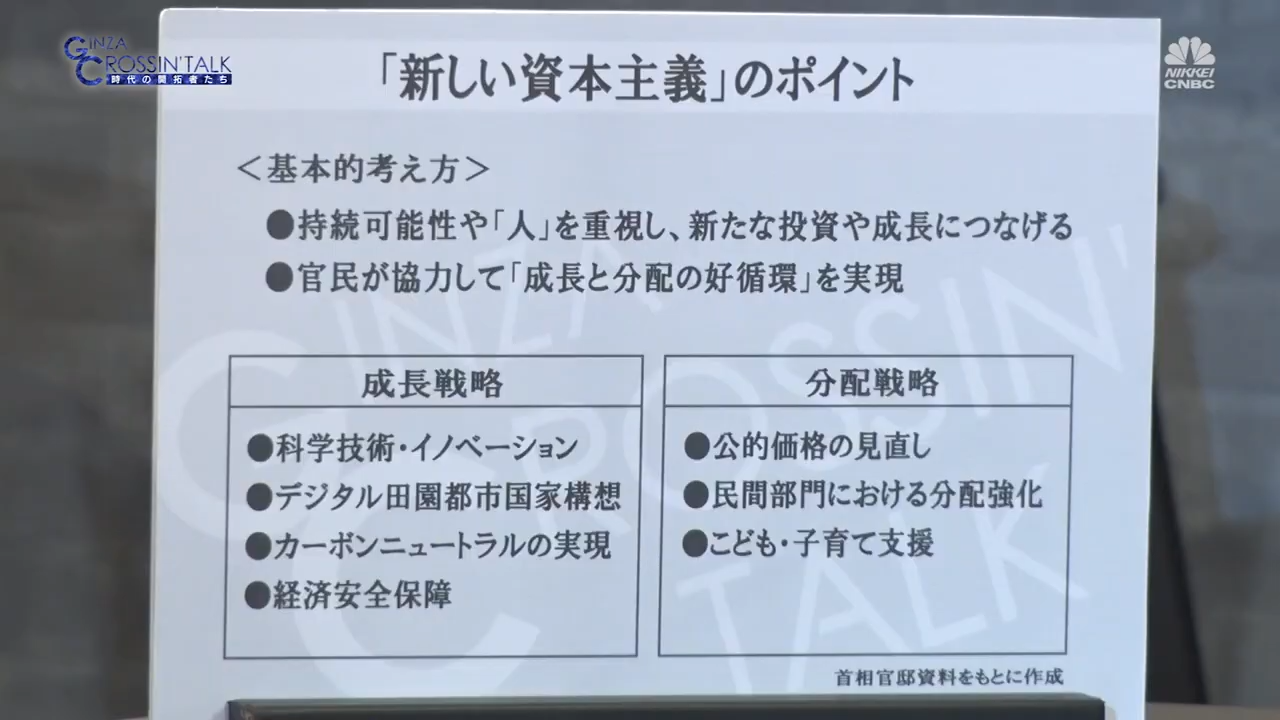 GINZA
CROSSIN'TALK
時代の開拓者たち
NIKKEI
CNBC
「新しい資本主義」のポイント
＜基本的考え方＞
●持続可能性や「人」を重視し、新たな投資や成長につなげる
●官民が協力して「成長と分配の好循環」を実現
成長戦略
●科学技術・イノベーション
●デジタル田園都市国家構想
●カーボンニュートラルの実現
●経済安全保障
分配戦略
●公的価格の見直し
●民間部門における分配強化
●こども・子育て支援
首相官邸資料をもとに作成
GINZA
CROSSIN'
TALK